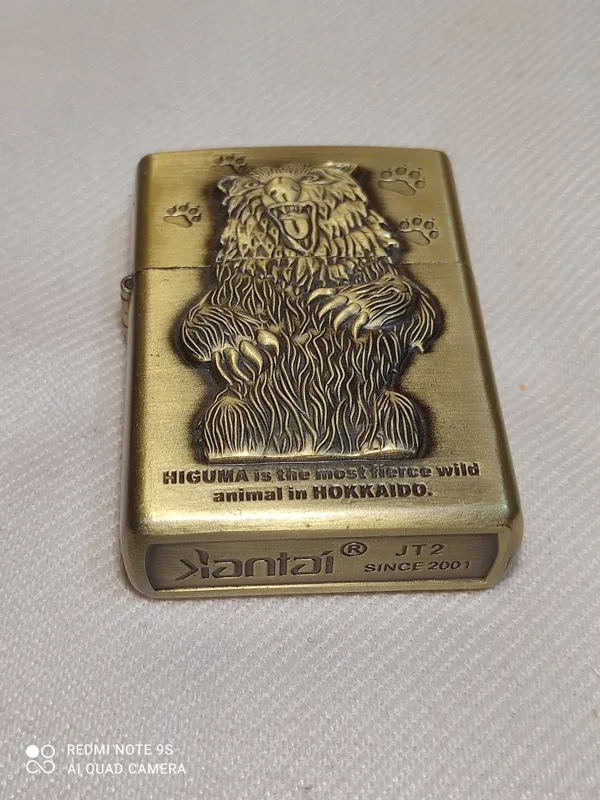 HIGUMA is the most fierce wild
animal in HOKKAIDO.
Kantai® JT2
SINCE 2001
REDMI NOTE 9S
AI QUAD CAMERA